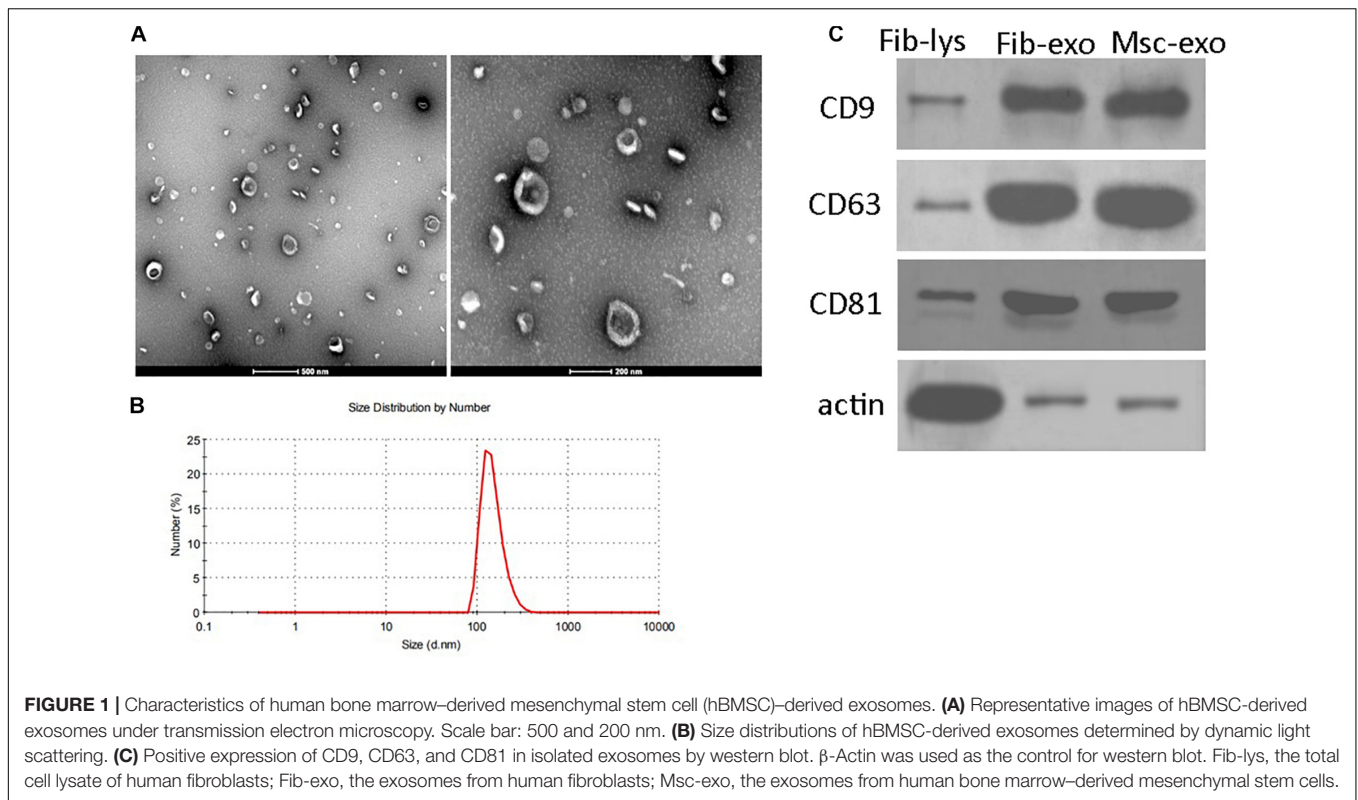 A
500 nm
200 nm
B
Size Distribution by Number
Number (%)
25
20
15
10
5
0
0.1 1 10 100 1000 10000
Size (d.nm)
C
Fib-lys Fib-exo Msc-exo
CD9
CD63
CD81
actin
FIGURE 1 | Characteristics of human bone marrow–derived mesenchymal stem cell (hBMSC)–derived exosomes. (A) Representative images of hBMSC-derived
exosomes under transmission electron microscopy. Scale bar: 500 and 200 nm. (B) Size distributions of hBMSC-derived exosomes determined by dynamic light
scattering. (C) Positive expression of CD9, CD63, and CD81 in isolated exosomes by western blot. β-Actin was used as the control for western blot. Fib-lys, the total
cell lysate of human fibroblasts; Fib-exo, the exosomes from human fibroblasts; Msc-exo, the exosomes from human bone marrow–derived mesenchymal stem cells.